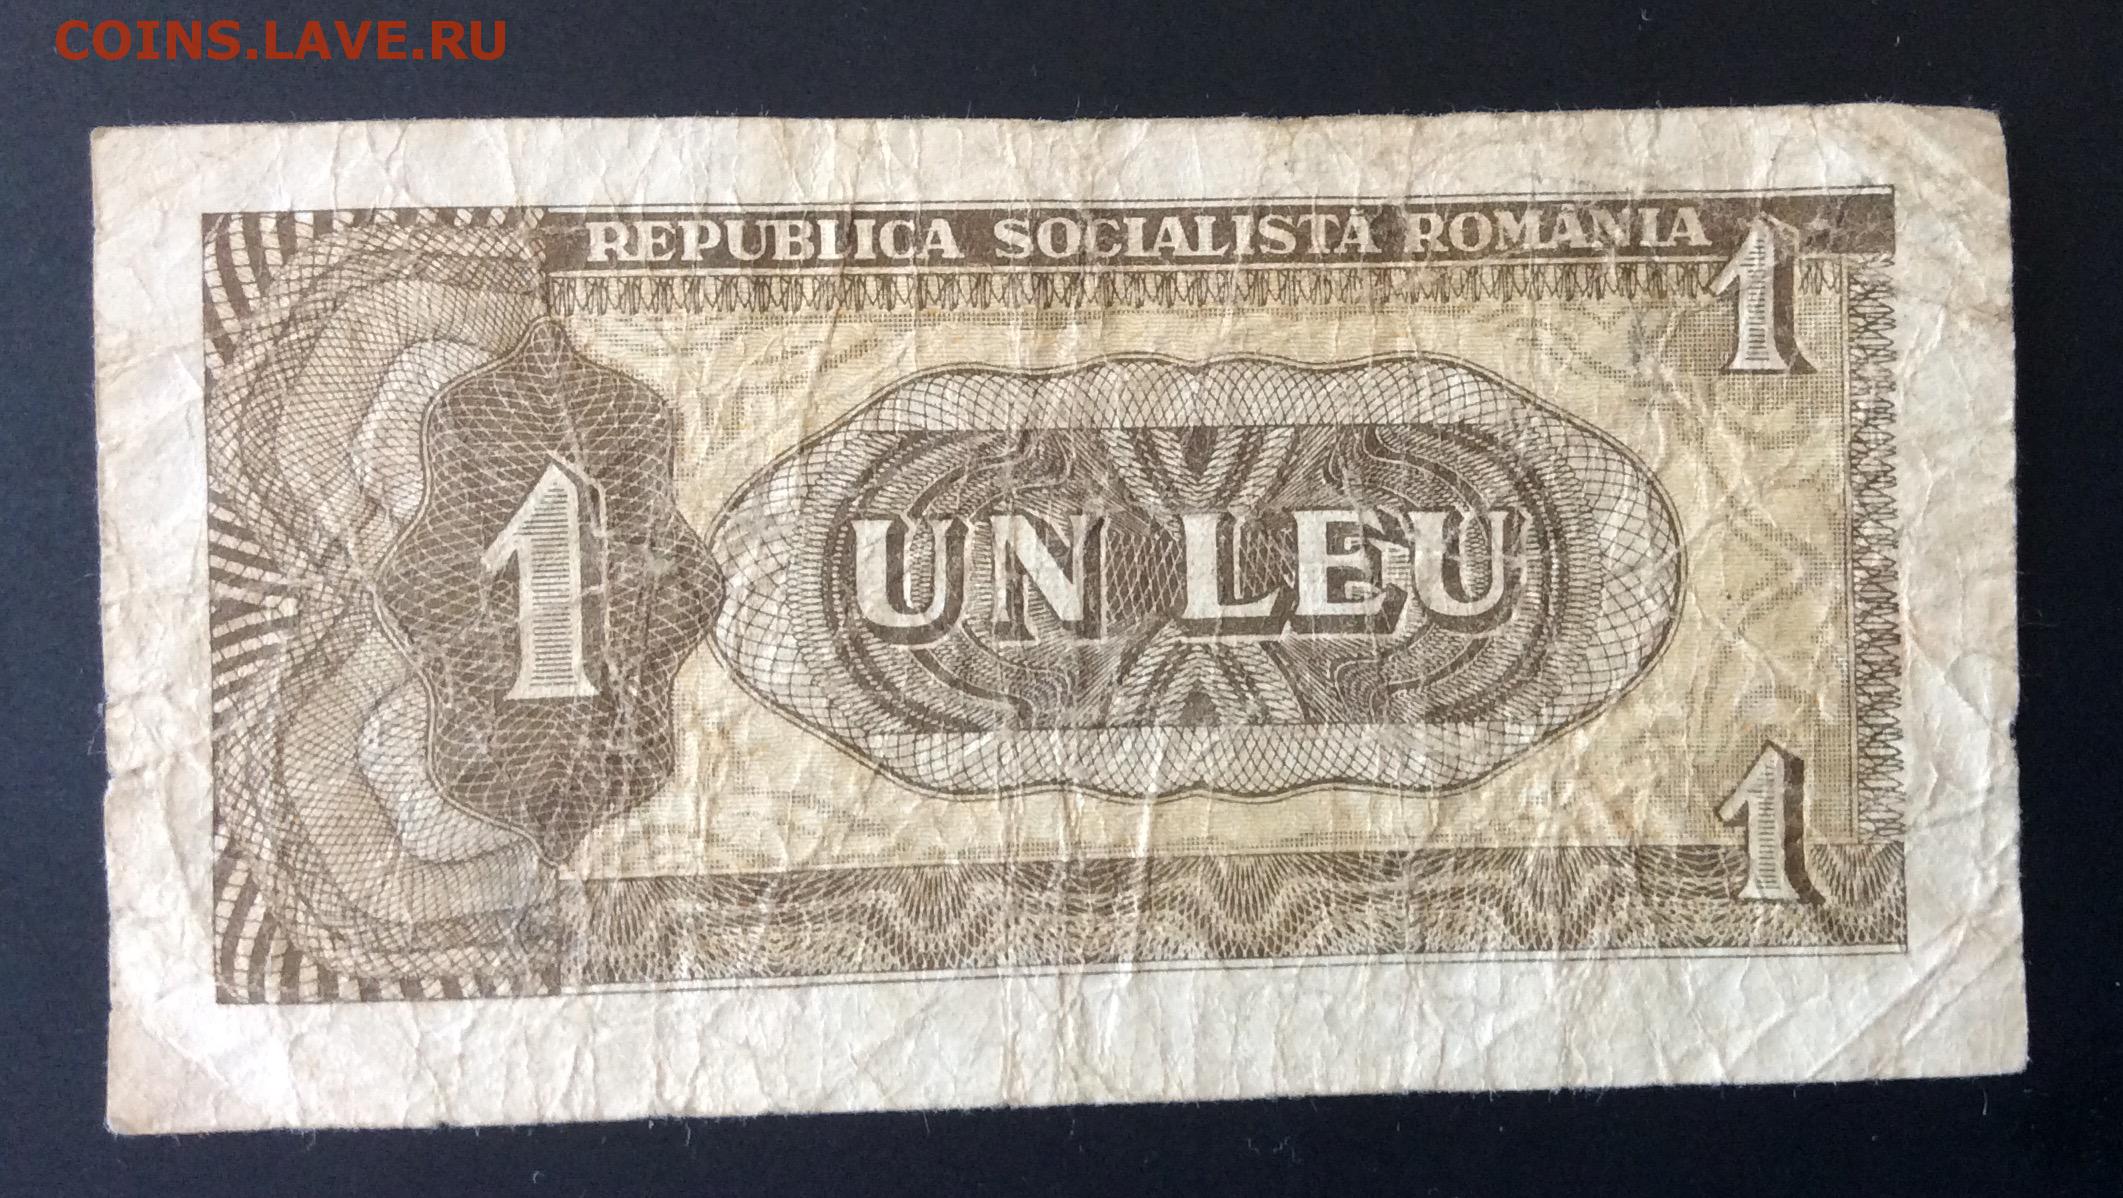 COINS.LAVE.RU
REPUBLICA SOCIALISTĂ ROMÂNIA 1
1 UN LEU
1